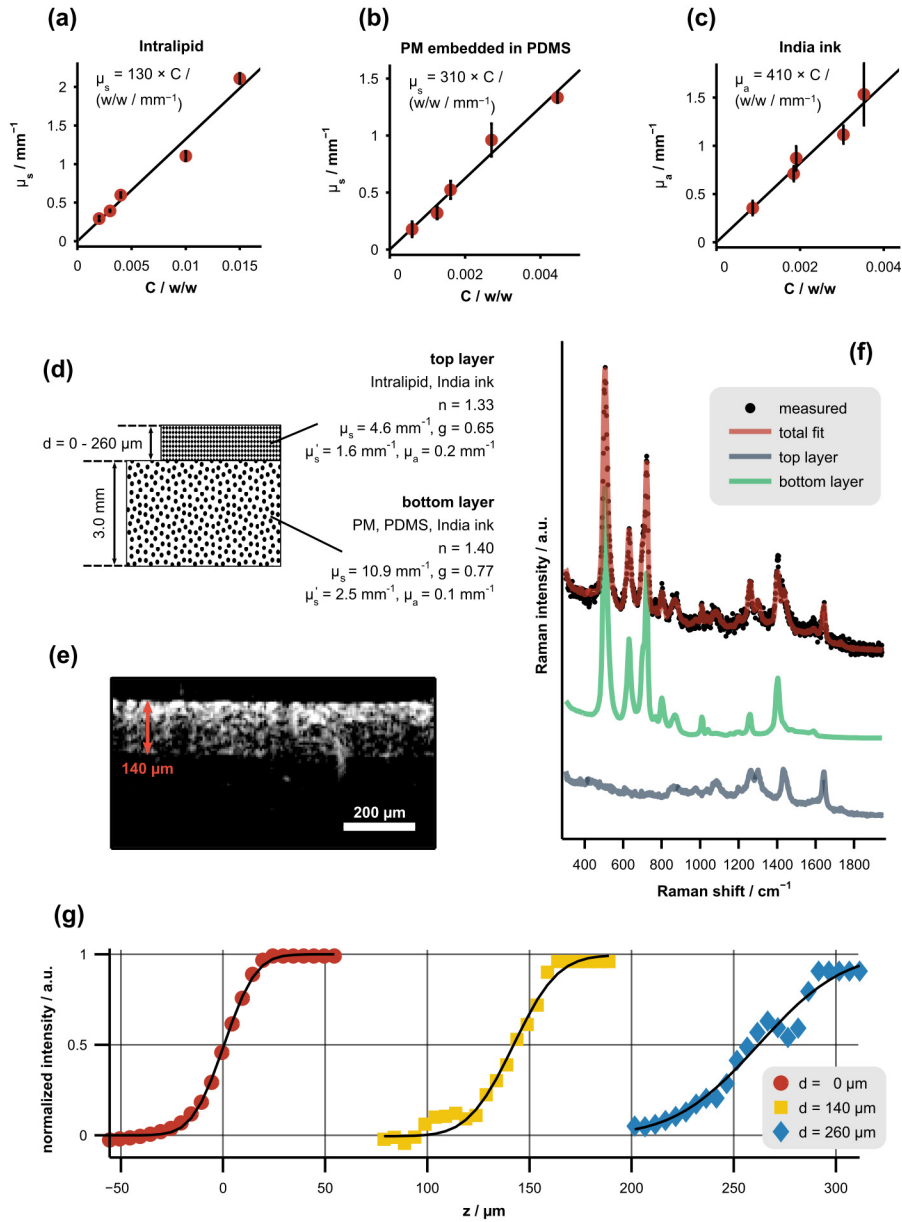 (a)
Intralipid
μs = 130 × C /
(w/w / mm⁻¹)
μs / mm⁻¹
2
1.5
1
0.5
0
0
0.005
0.01
0.015
C / w/w
(b)
PM embedded in PDMS
μs = 310 × C /
(w/w / mm⁻¹)
μs / mm⁻¹
1.5
1
0.5
0
0
0.002
0.004
C / w/w
(c)
India ink
μa = 410 × C /
(w/w / mm⁻¹)
μa / mm⁻¹
1.5
1
0.5
0
0
0.002
0.004
C / w/w
(d)
d = 0 - 260 μm
3.0 mm
top layer
Intralipid, India ink
n = 1.33
μs = 4.6 mm⁻¹, g = 0.65
μs' = 1.6 mm⁻¹, μa = 0.2 mm⁻¹
bottom layer
PM, PDMS, India ink
n = 1.40
μs = 10.9 mm⁻¹, g = 0.77
μs' = 2.5 mm⁻¹, μa = 0.1 mm⁻¹
(e)
140 μm
200 μm
(f)
measured
total fit
top layer
bottom layer
Raman intensity / a.u.
400 600 800 1000 1200 1400 1600 1800
Raman shift / cm⁻¹
(g)
normalized intensity / a.u.
1
0.5
0
d = 0 μm
d = 140 μm
d = 260 μm
−50 0 50 100 150 200 250 300
z / μm